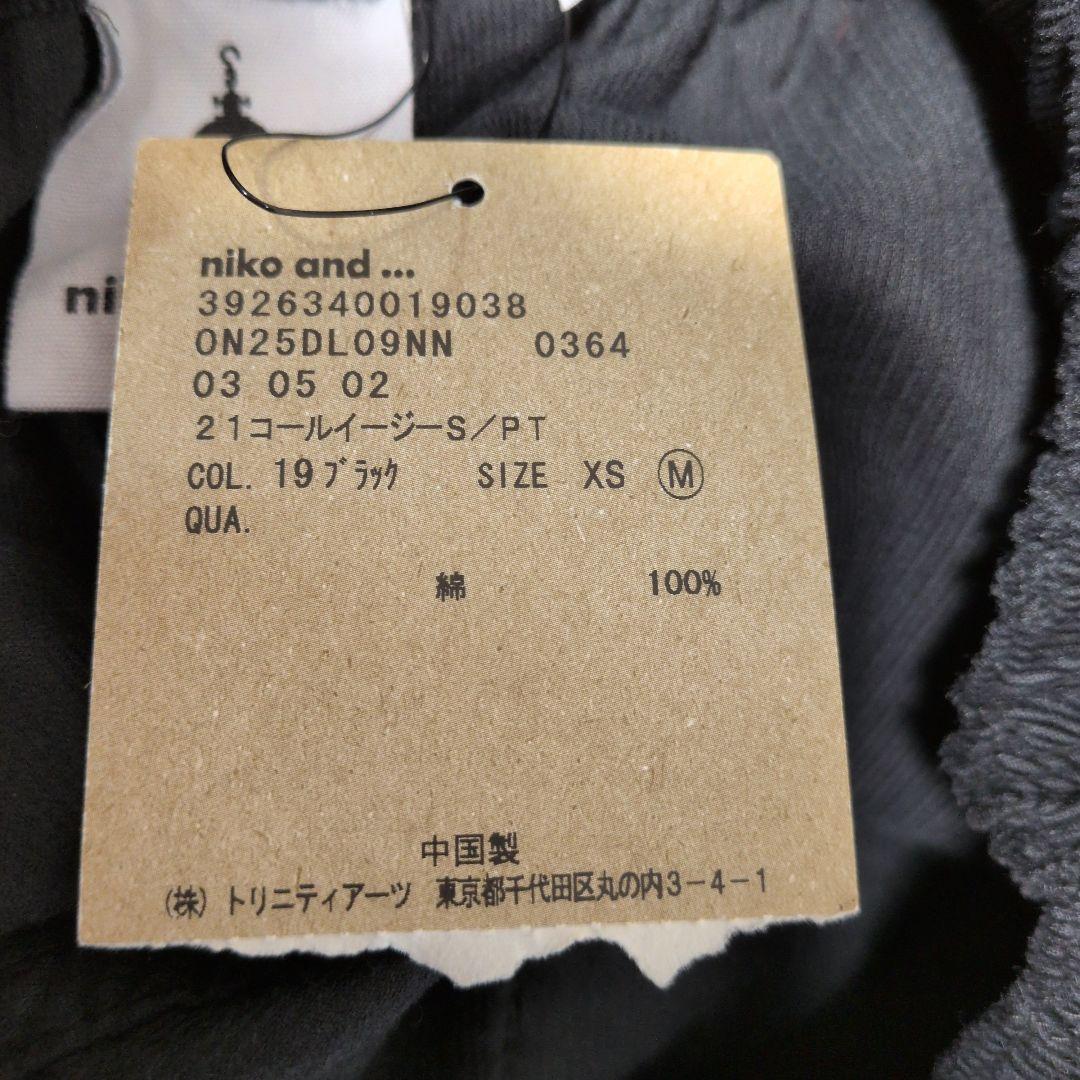 ni
niko and ...
3926340019038
0N25DL09NN 0364
03 05 02
21コールイージーS/PT
COL. 19ブラック SIZE XS Ⓜ
QUA.
綿 100%
中国製
(株) トリニティアーツ 東京都千代田区丸の内3-4-1